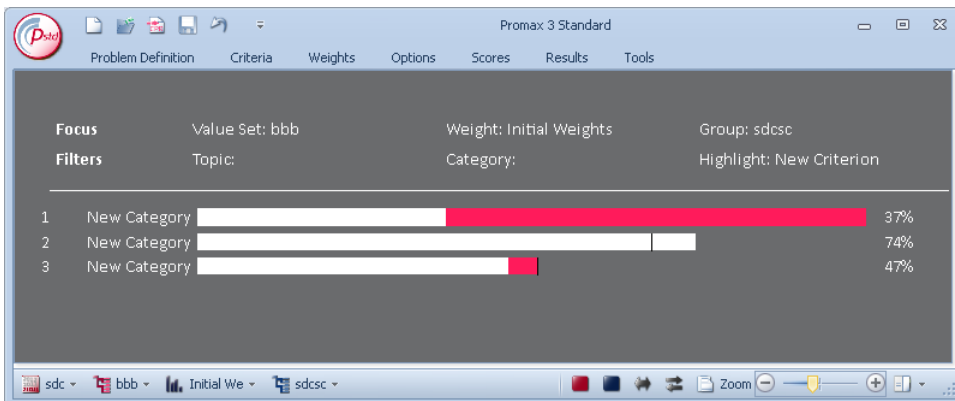 Pstd
Promax 3 Standard
Problem Definition Criteria Weights Options Scores Results Tools
Focus Value Set: bbb Weight: Initial Weights Group: sdcsc
Filters Topic: Category: Highlight: New Criterion
1 New Category 37%
2 New Category 74%
3 New Category 47%
sdc bbb Initial We sdcsc Zoom